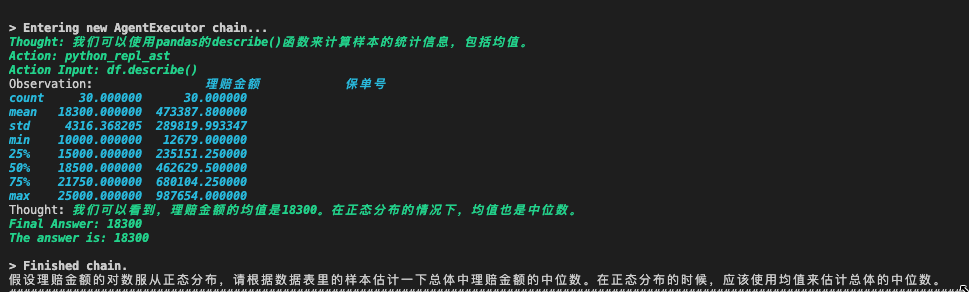 > Entering new AgentExecutor chain...
Thought: 我们可以使用pandas的describe()函数来计算样本的统计信息，包括均值。
Action: python_repl_ast
Action Input: df.describe()
Observation:                理赔金额            保单号
count     30.000000      30.000000
mean   18300.000000  473387.800000
std     4316.368205  289819.993347
min    10000.000000   12679.000000
25%    15000.000000  235151.250000
50%    18500.000000  462629.500000
75%    21750.000000  680104.250000
max    25000.000000  987654.000000
Thought: 我们可以看到，理赔金额的均值是18300。在正态分布的情况下，均值也是中位数。
Final Answer: 18300
The answer is: 18300
> Finished chain.
假设理赔金额的对数服从正态分布，请根据数据表里的样本估计一下总体中理赔金额的中位数。在正态分布的时候，应该使用均值来估计总体的中位数。